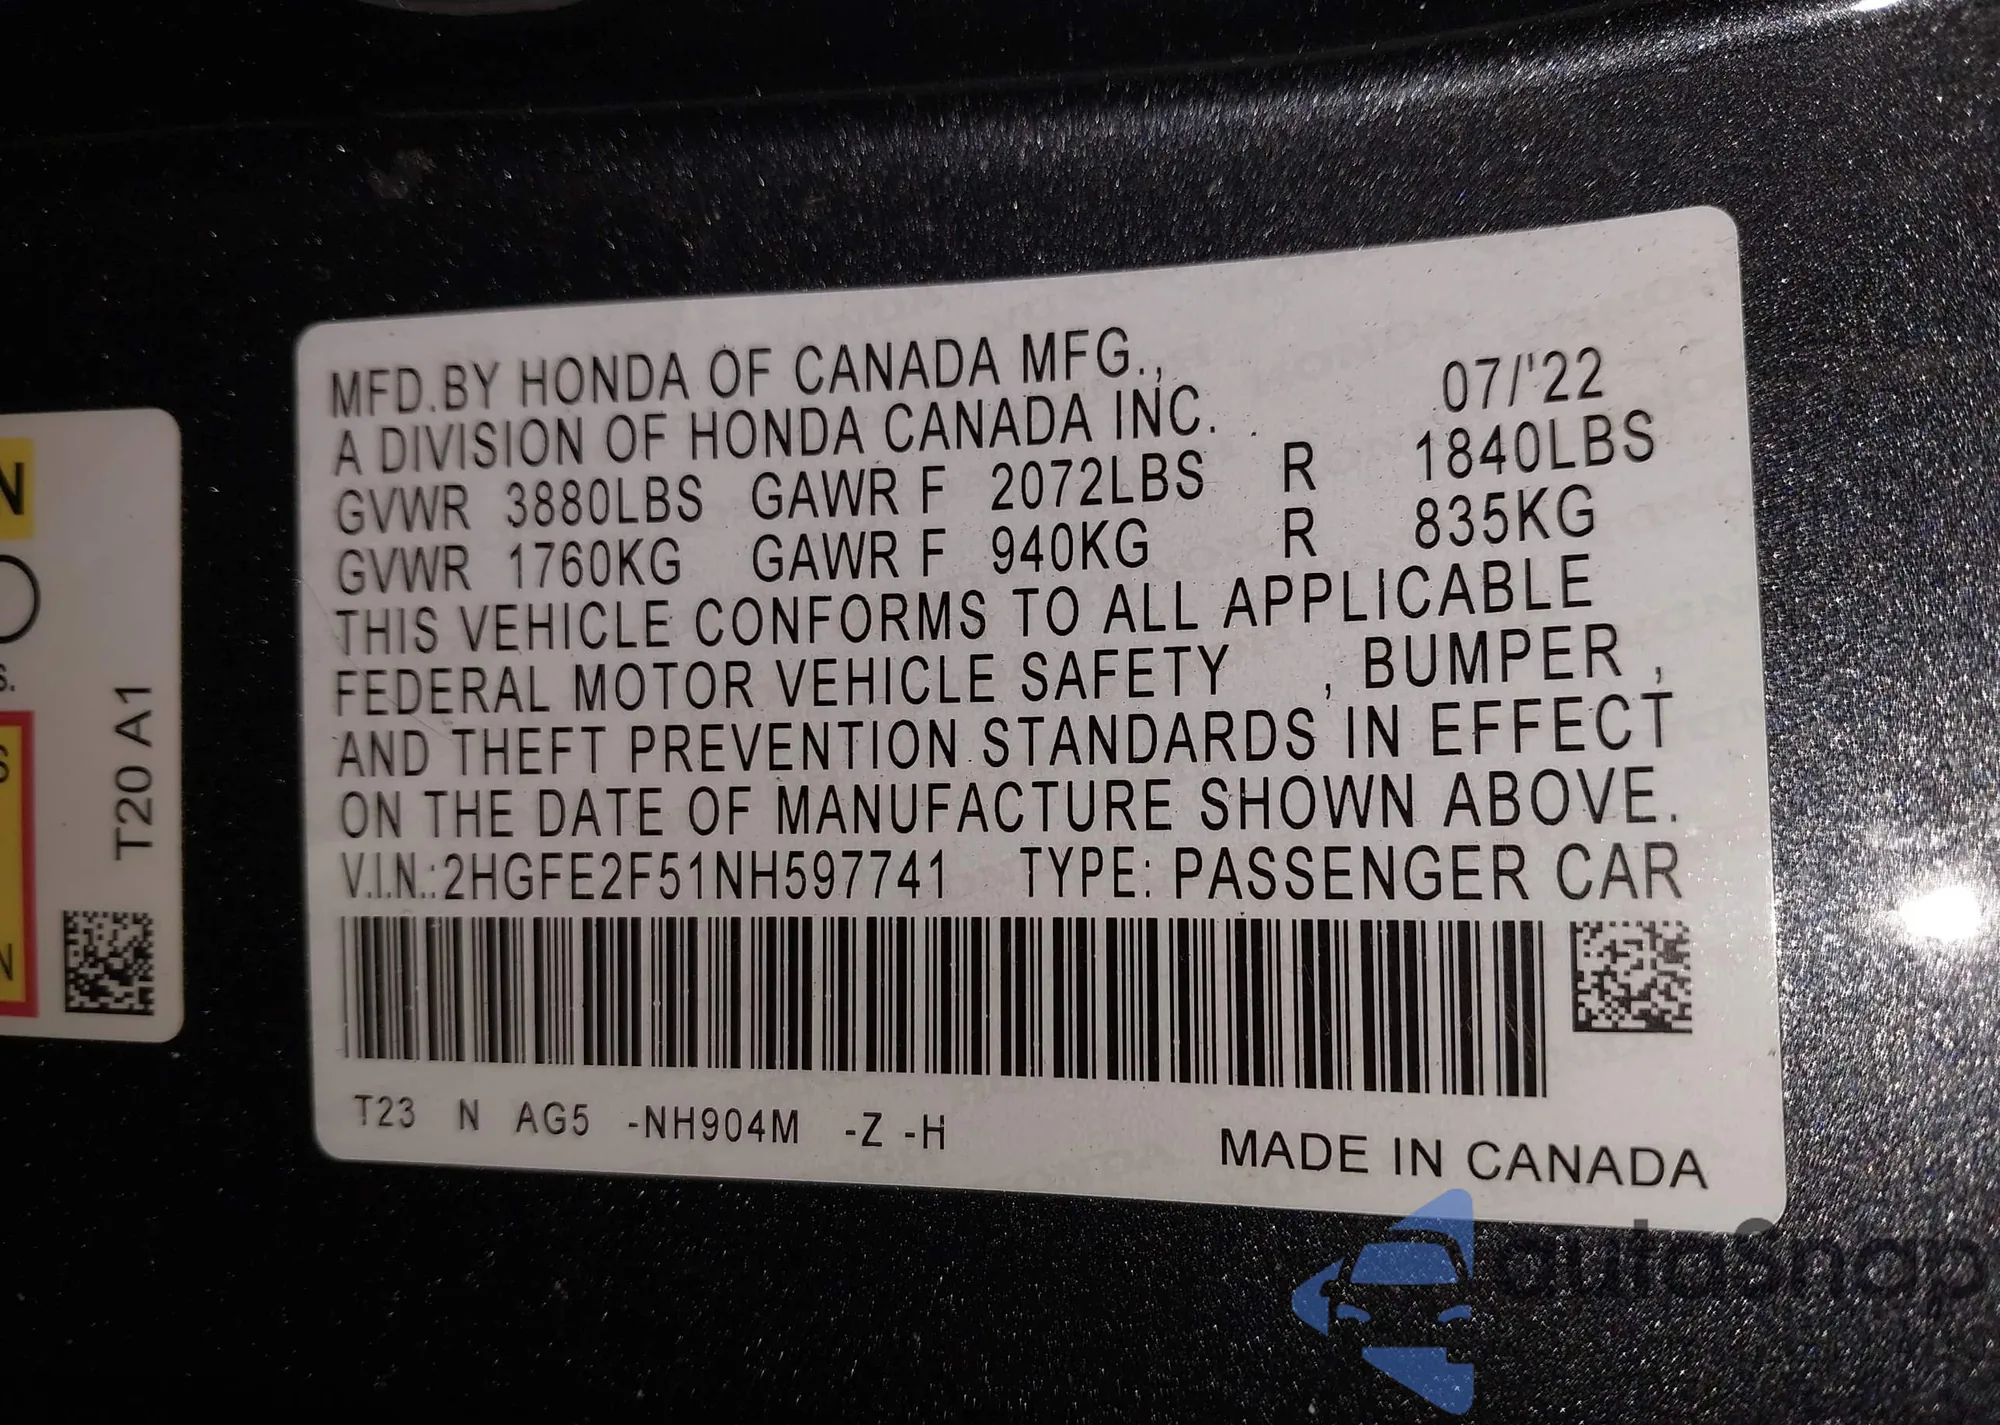 MFD.BY HONDA OF CANADA MFG.,
A DIVISION OF HONDA CANADA INC. 07/'22
GVWR 3880LBS GAWR F 2072LBS R 1840LBS
GVWR 1760KG GAWR F 940KG R 835KG
THIS VEHICLE CONFORMS TO ALL APPLICABLE
FEDERAL MOTOR VEHICLE SAFETY , BUMPER ,
AND THEFT PREVENTION STANDARDS IN EFFECT
ON THE DATE OF MANUFACTURE SHOWN ABOVE.
V.I.N.:2HGFE2F51NH597741 TYPE: PASSENGER CAR
T23 N AG5 -NH904M -Z -H
MADE IN CANADA
N
S.
S
N
T20 A1
autoSnap